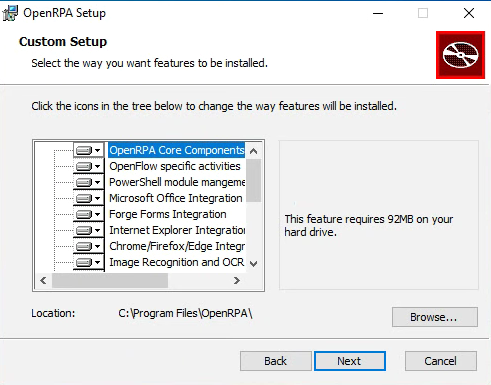 OpenRPA Setup
Custom Setup
Select the way you want features to be installed.
Click the icons in the tree below to change the way features will be installed.
OpenRPA Core Components
OpenFlow specific activities
PowerShell module mangeme
Microsoft Office Integration
Forge Forms Integration
Internet Explorer Integration
Chrome/Firefox/Edge Integr
Image Recognition and OCR
This feature requires 92MB on your
hard drive.
Location: C:\Program Files\OpenRPA\
Browse...
Back Next Cancel